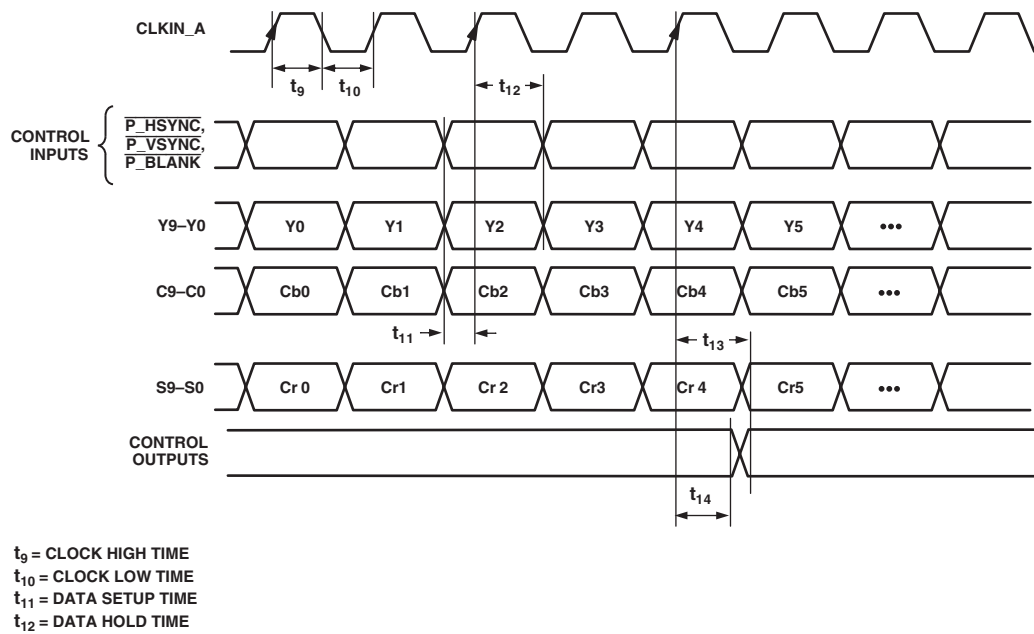 CLKIN_A
t9 t10 t12
CONTROL
INPUTS
P_HSYNC,
P_VSYNC,
P_BLANK
Y9–Y0 Y0 Y1 Y2 Y3 Y4 Y5 •••
C9–C0 Cb0 Cb1 Cb2 Cb3 Cb4 Cb5 •••
t11 t13
S9–S0 Cr 0 Cr1 Cr 2 Cr3 Cr 4 Cr5 •••
CONTROL
OUTPUTS
t14
t9 = CLOCK HIGH TIME
t10 = CLOCK LOW TIME
t11 = DATA SETUP TIME
t12 = DATA HOLD TIME